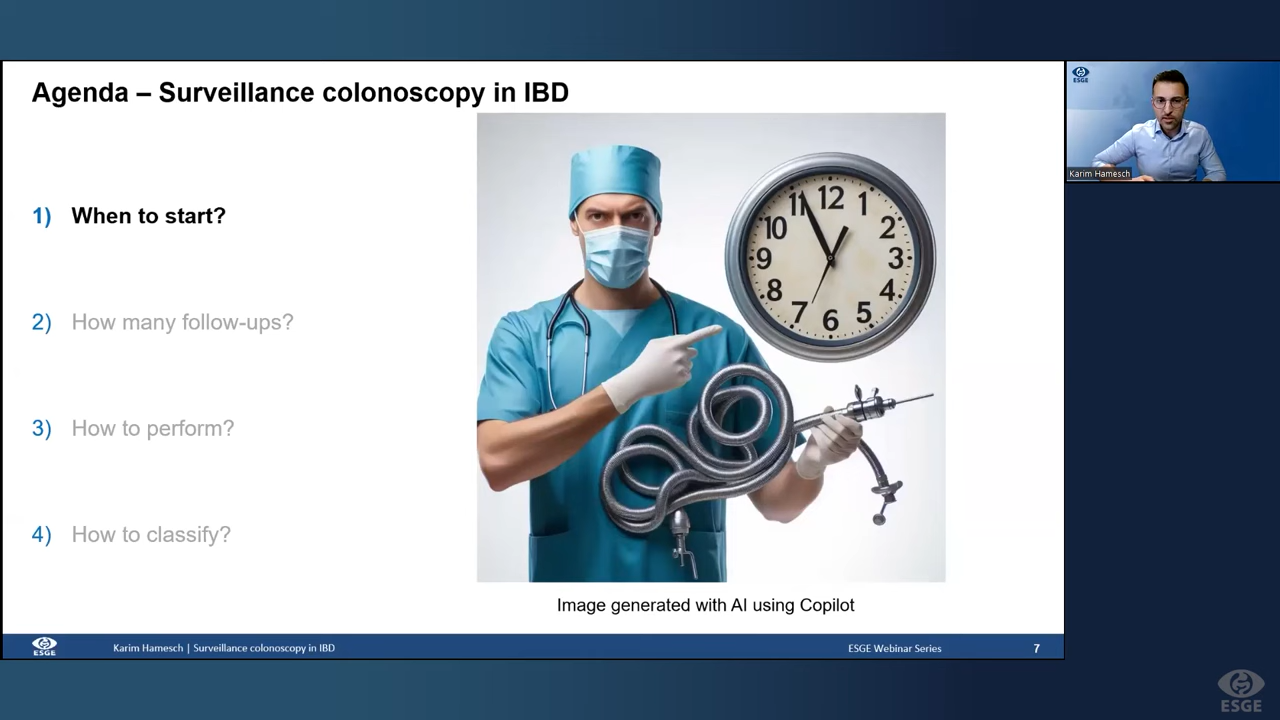 Agenda – Surveillance colonoscopy in IBD
1) When to start?
2) How many follow-ups?
3) How to perform?
4) How to classify?
12
1
2
3
4
5
6
7
8
9
10
11
Image generated with AI using Copilot
ESGE
Karim Hamesch | Surveillance colonoscopy in IBD
ESGE Webinar Series
7
ESGE
Karim Hamesch
ESGE